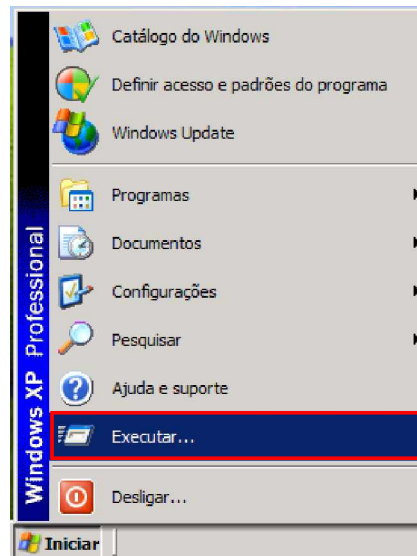 Catálogo do Windows
Definir acesso e padrões do programa
Windows Update
Programas
Documentos
Configurações
Pesquisar
Ajuda e suporte
Executar...
Desligar...
Windows XP Professional
Iniciar